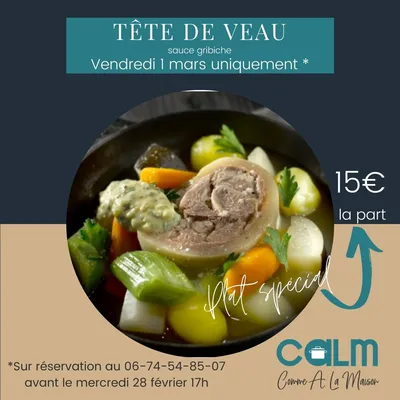 TÊTE DE VEAU
sauce gribiche
Vendredi 1 mars uniquement *
15€
la part
Plat spécial
CALM
Comme A La Maison
*Sur réservation au 06-74-54-85-07
avant le mercredi 28 février 17h